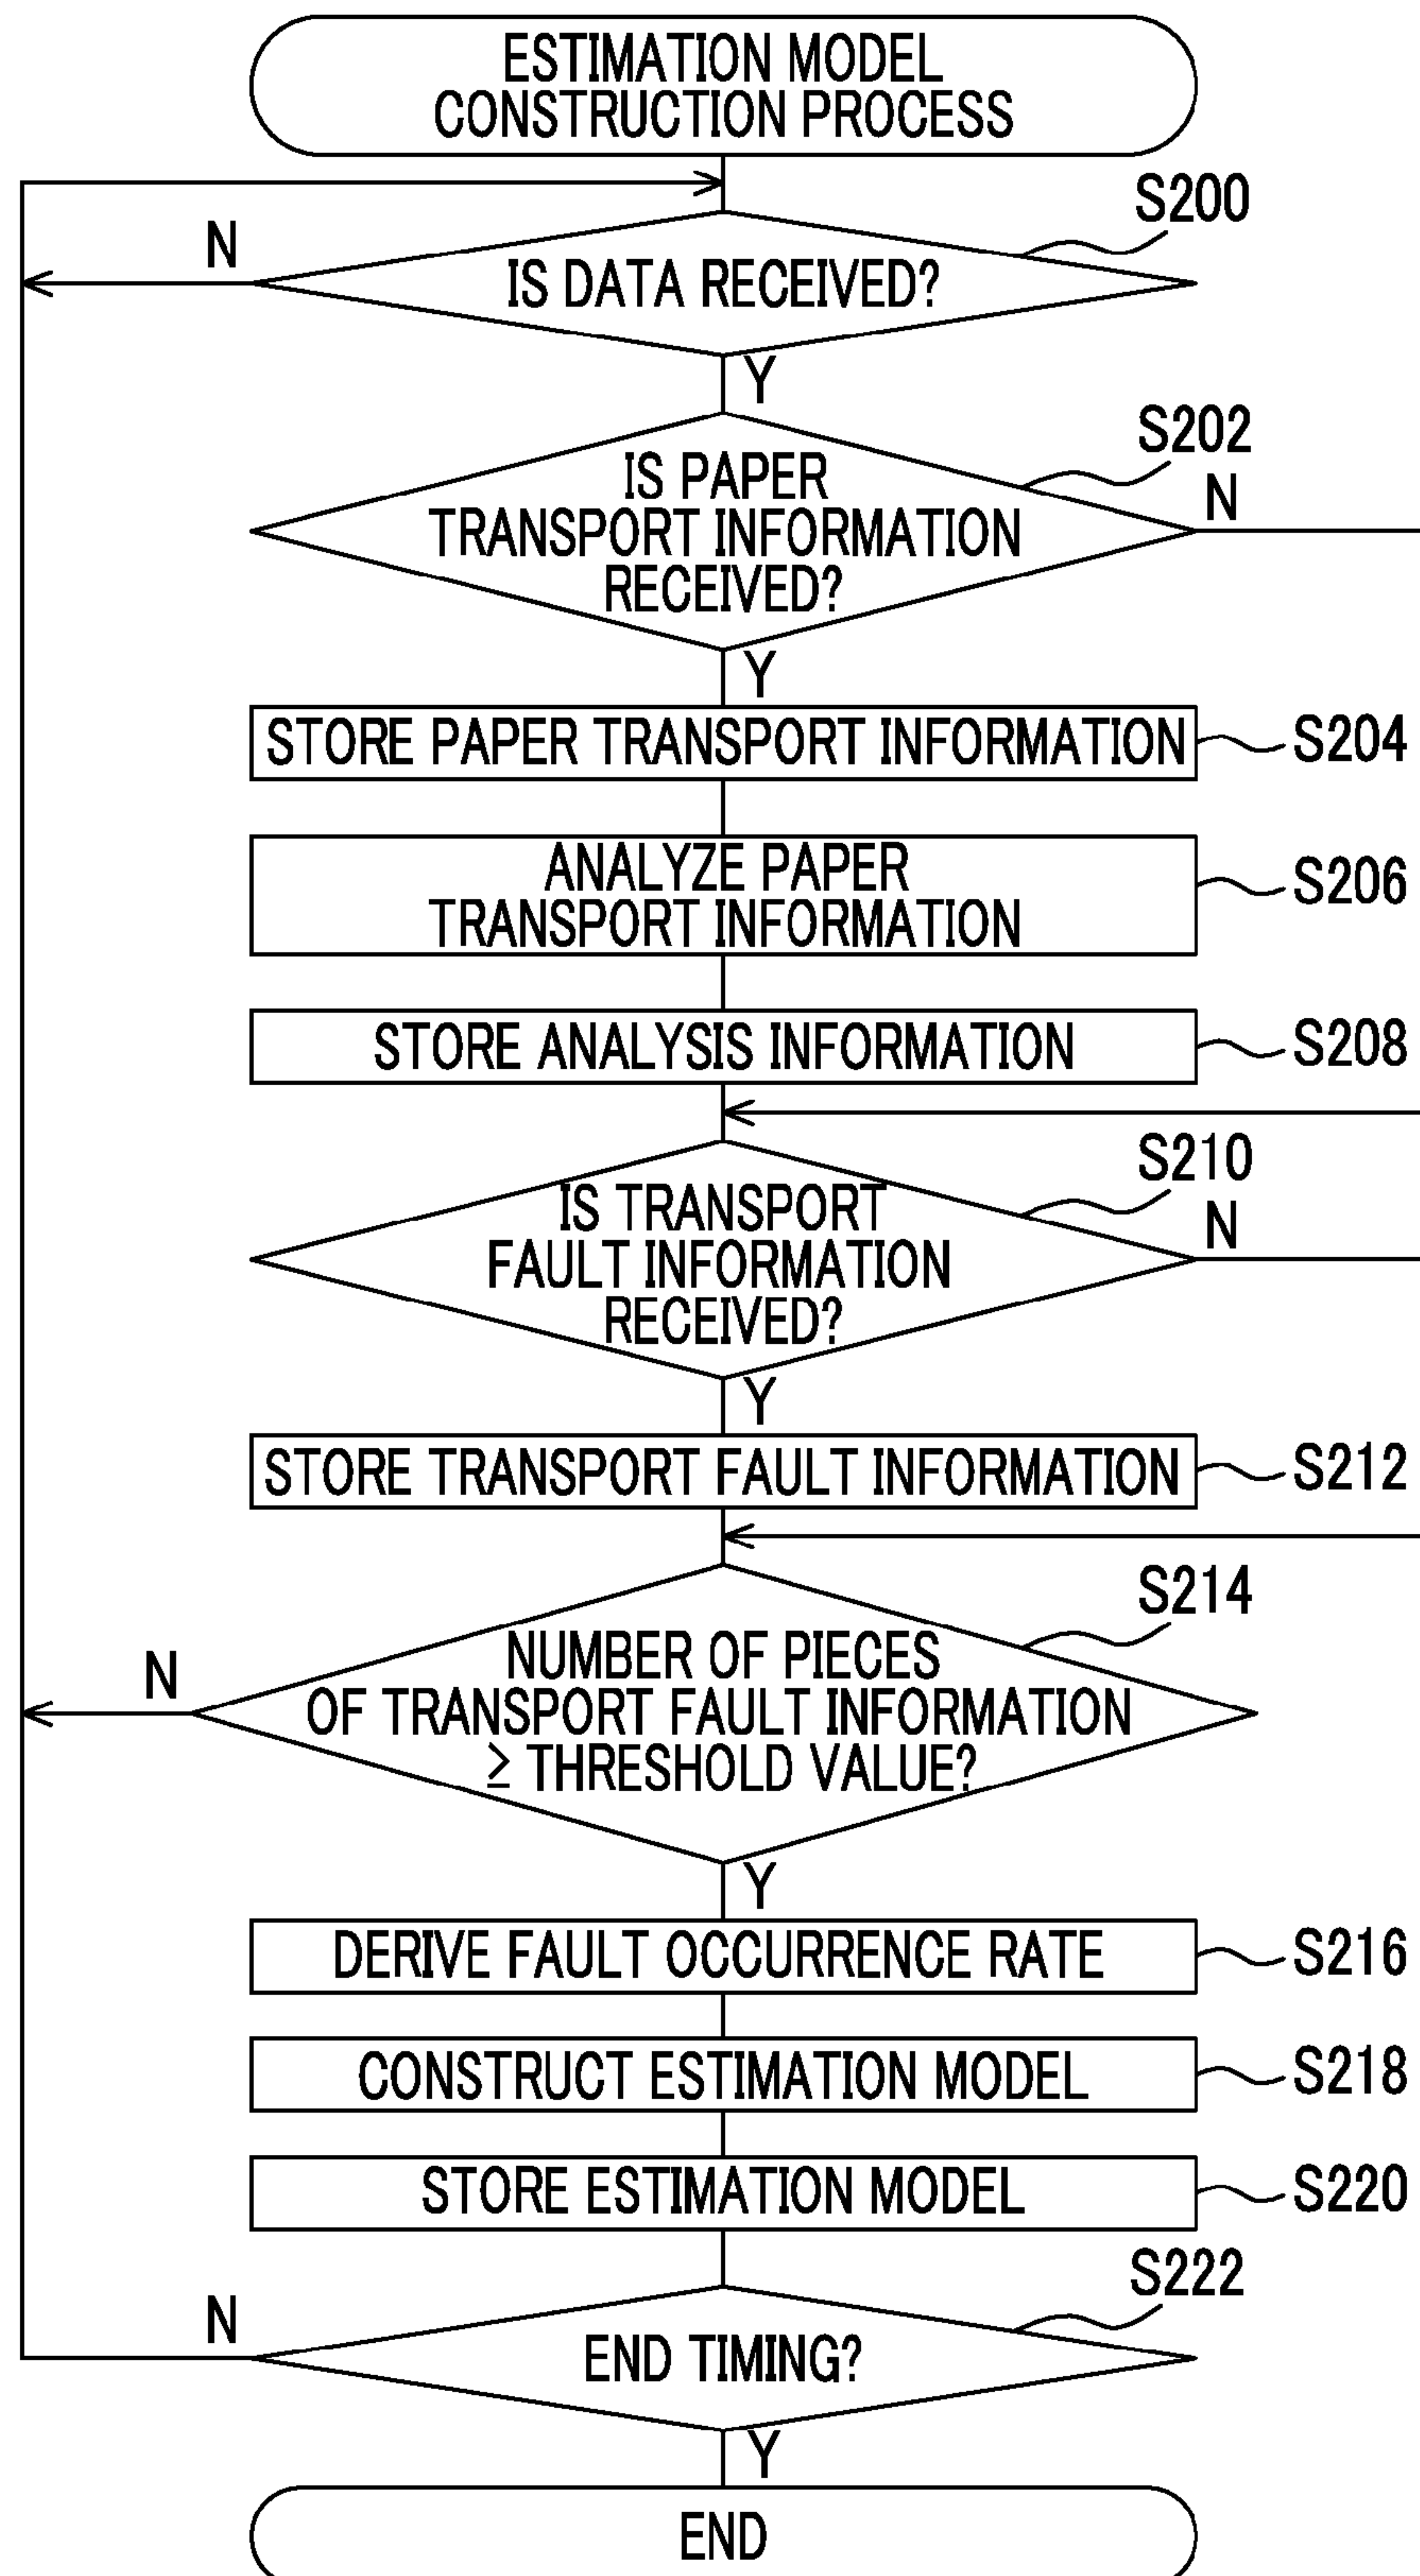 ESTIMATION MODEL
CONSTRUCTION PROCESS
S200
N
IS DATA RECEIVED?
Y
S202
IS PAPER
N
TRANSPORT INFORMATION
RECEIVED?
Y
STORE PAPER TRANSPORT INFORMATION
S204
ANALYZE PAPER
TRANSPORT INFORMATION
S206
STORE ANALYSIS INFORMATION
S208
S210
IS TRANSPORT
N
FAULT INFORMATION
RECEIVED?
Y
STORE TRANSPORT FAULT INFORMATION
S212
S214
NUMBER OF PIECES
N
OF TRANSPORT FAULT INFORMATION
≥ THRESHOLD VALUE?
Y
DERIVE FAULT OCCURRENCE RATE
S216
CONSTRUCT ESTIMATION MODEL
S218
STORE ESTIMATION MODEL
S220
S222
N
END TIMING?
Y
END